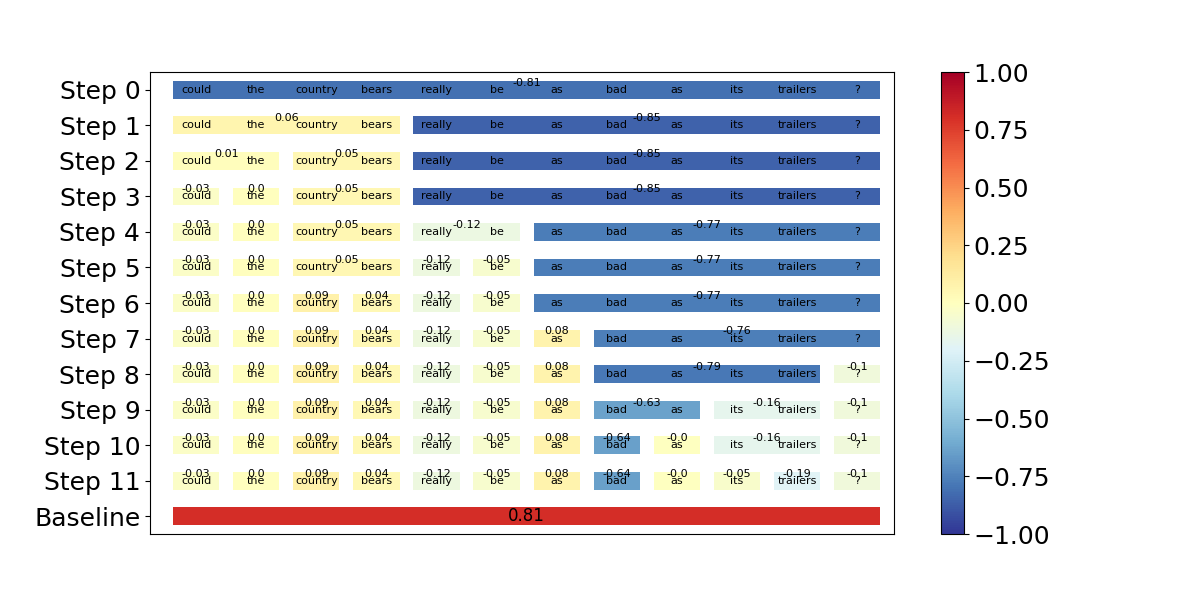 Step 0 could the country bears really be as bad as its trailers ? -0.81
Step 1 could the country bears 0.06 really be as bad as its trailers ? -0.85
Step 2 could the 0.01 country bears 0.05 really be as bad as its trailers ? -0.85
Step 3 could -0.03 the 0.0 country bears 0.05 really be as bad as its trailers ? -0.85
Step 4 could -0.03 the 0.0 country bears 0.05 really be -0.12 as bad as its trailers ? -0.77
Step 5 could -0.03 the 0.0 country bears 0.05 really -0.12 be -0.05 as bad as its trailers ? -0.77
Step 6 could -0.03 the 0.0 country 0.09 bears 0.04 really -0.12 be -0.05 as bad as its trailers ? -0.77
Step 7 could -0.03 the 0.0 country 0.09 bears 0.04 really -0.12 be -0.05 as 0.08 bad as its trailers ? -0.76
Step 8 could -0.03 the 0.0 country 0.09 bears 0.04 really -0.12 be -0.05 as 0.08 bad as its trailers -0.79 ? -0.1
Step 9 could -0.03 the 0.0 country 0.09 bears 0.04 really -0.12 be -0.05 as 0.08 bad as -0.63 its trailers -0.16 ? -0.1
Step 10 could -0.03 the 0.0 country 0.09 bears 0.04 really -0.12 be -0.05 as 0.08 bad -0.64 as -0.0 its trailers -0.16 ? -0.1
Step 11 could -0.03 the 0.0 country 0.09 bears 0.04 really -0.12 be -0.05 as 0.08 bad -0.64 as -0.0 its -0.05 trailers -0.19 ? -0.1
Baseline 0.81
1.00
0.75
0.50
0.25
0.00
−0.25
−0.50
−0.75
−1.00